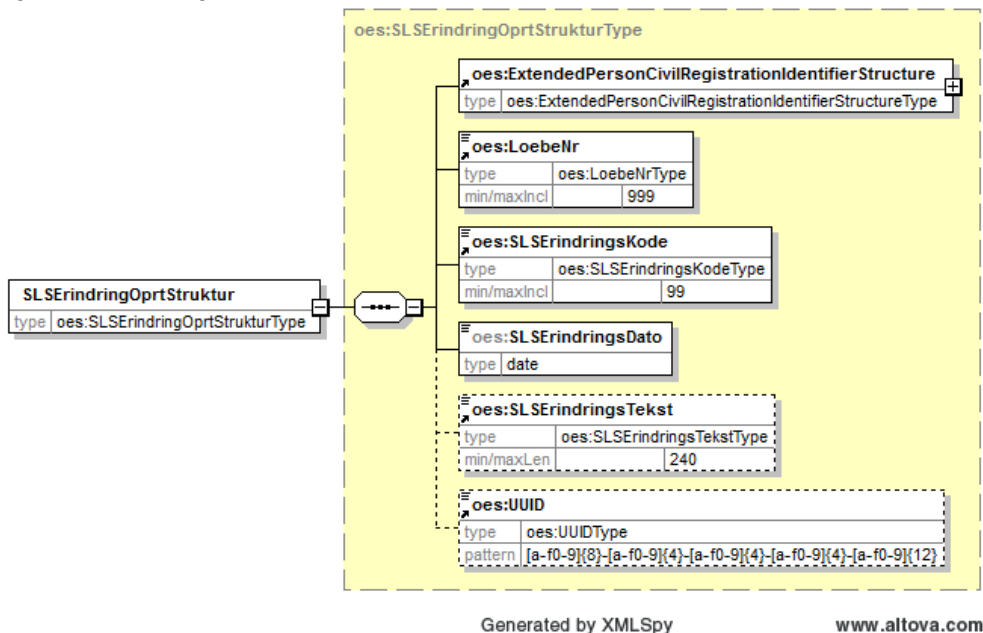 oes:SLSErindringOprtStrukturType
oes:ExtendedPersonCivilRegistrationIdentifierStructure
type oes:ExtendedPersonCivilRegistrationIdentifierStructureType
oes:LoebeNr
type oes:LoebeNrType
min/maxIncl 999
oes:SLSErindringsKode
type oes:SLSErindringsKodeType
min/maxIncl 99
SLSErindringOprtStruktur
type oes:SLSErindringOprtStrukturType
oes:SLSErindringsDato
type date
oes:SLSErindringsTekst
type oes:SLSErindringsTekstType
min/maxLen 240
oes:UUID
type oes:UUIDType
pattern [a-f0-9]{8}-[a-f0-9]{4}-[a-f0-9]{4}-[a-f0-9]{4}-[a-f0-9]{12}
Generated by XMLSpy www.altova.com